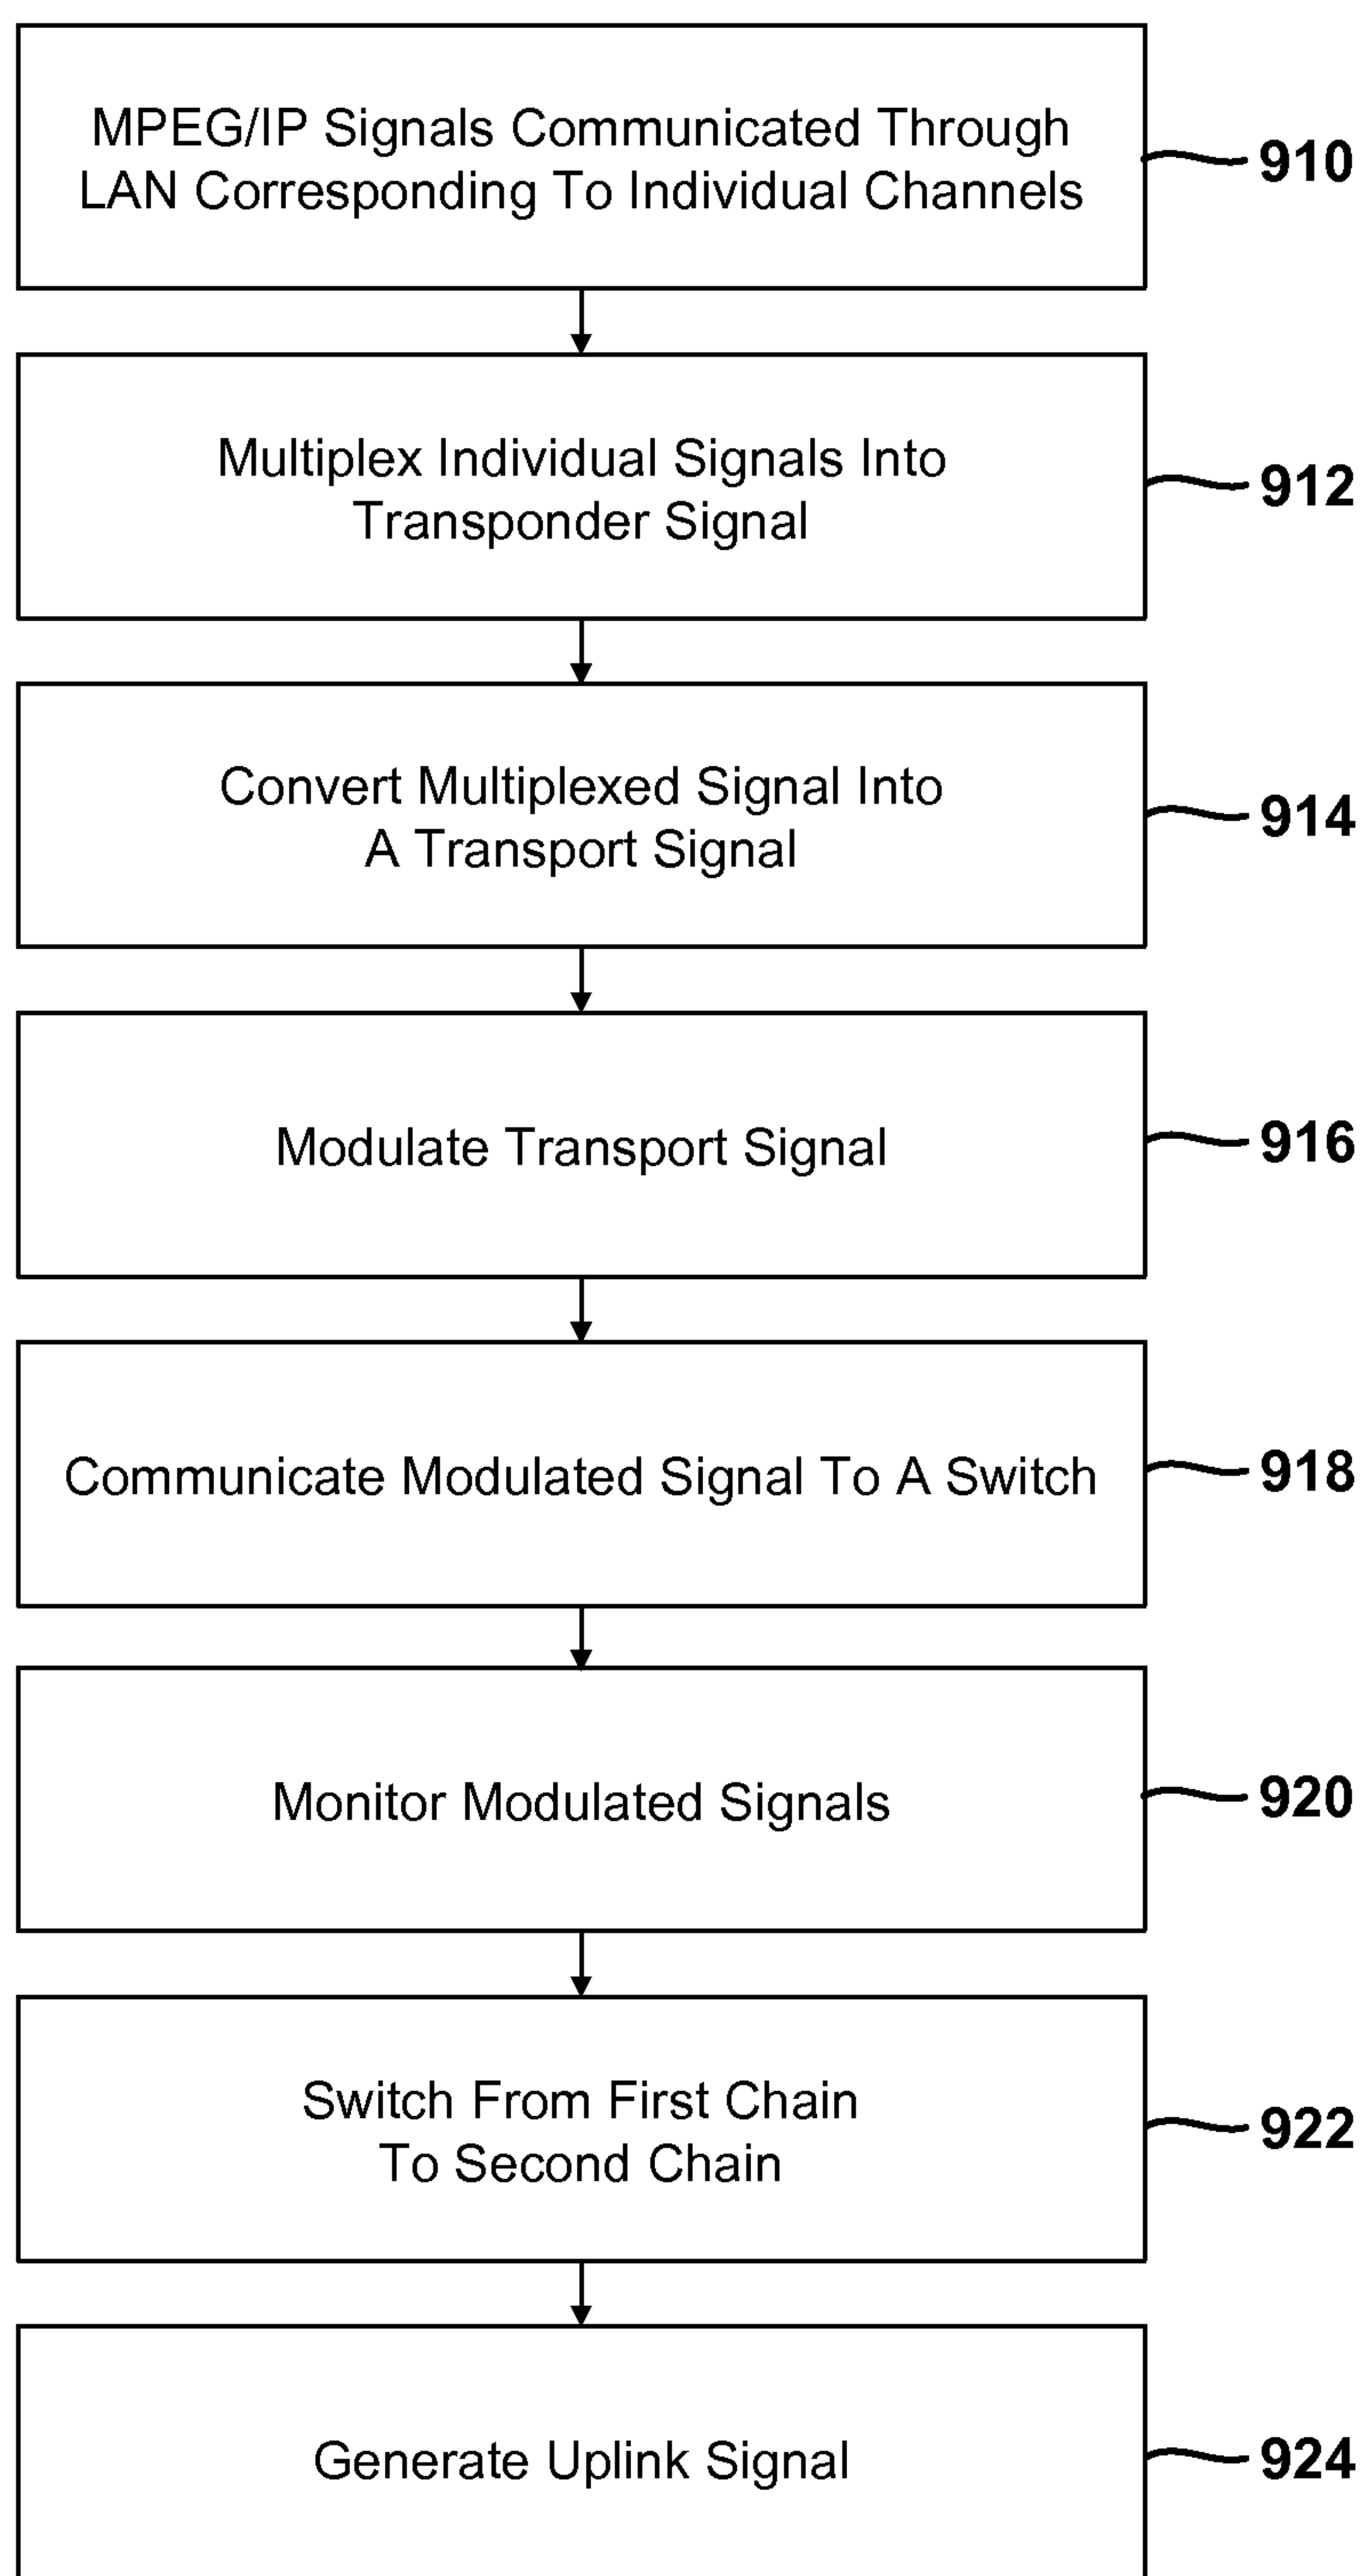 MPEG/IP Signals Communicated Through
LAN Corresponding To Individual Channels
910
Multiplex Individual Signals Into
Transponder Signal
912
Convert Multiplexed Signal Into
A Transport Signal
914
Modulate Transport Signal
916
Communicate Modulated Signal To A Switch
918
Monitor Modulated Signals
920
Switch From First Chain
To Second Chain
922
Generate Uplink Signal
924